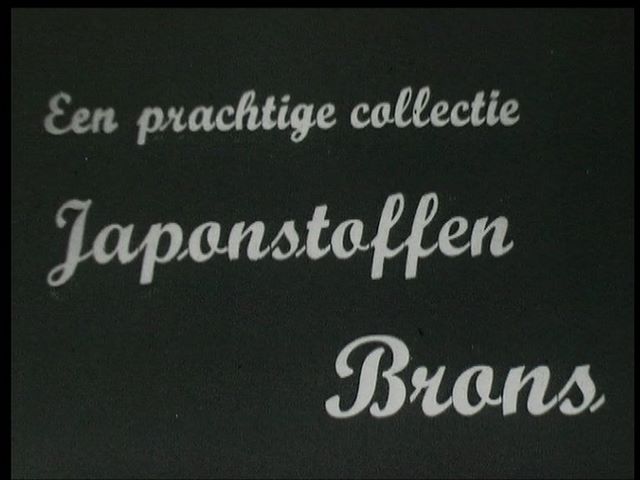 Een prachtige collectie
Japonstoffen
Brons